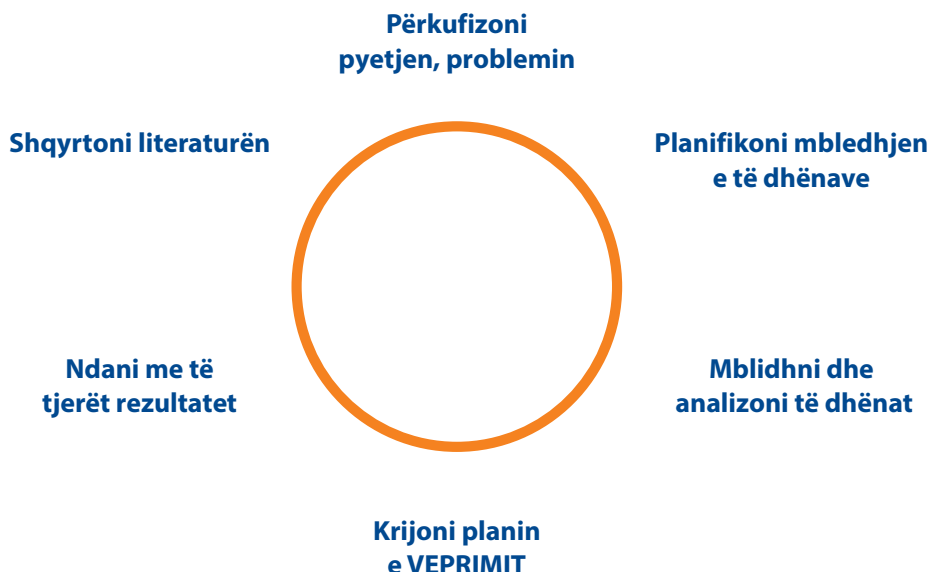 Përkufizoni
pyetjen, problemin
Shqyrtoni literaturën
Planifikoni mbledhjen
e të dhënave
Ndani me të
tjerët rezultatet
Mblidhni dhe
analizoni të dhënat
Krijoni planin
e VEPRIMIT